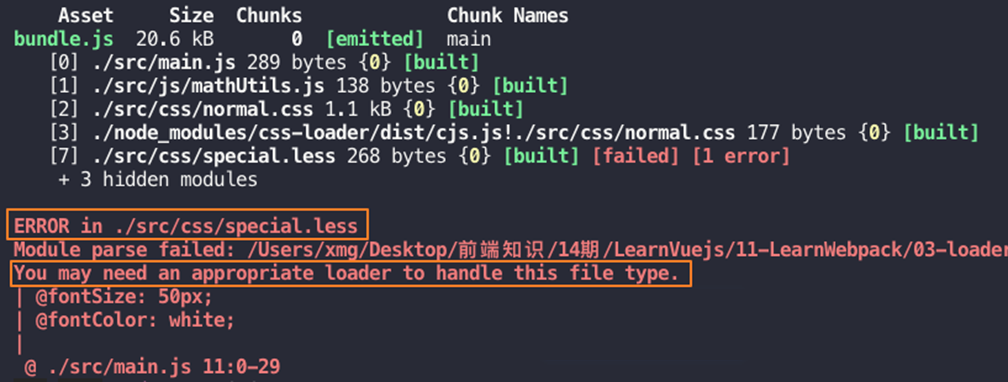 Asset Size Chunks Chunk Names
bundle.js 20.6 kB 0 [emitted] main
[0] ./src/main.js 289 bytes {0} [built]
[1] ./src/js/mathUtils.js 138 bytes {0} [built]
[2] ./src/css/normal.css 1.1 kB {0} [built]
[3] ./node_modules/css-loader/dist/cjs.js!./src/css/normal.css 177 bytes {0} [built]
[7] ./src/css/special.less 268 bytes {0} [built] [failed] [1 error]
+ 3 hidden modules
ERROR in ./src/css/special.less
Module parse failed: /Users/xmg/Desktop/前端知识/14期/LearnVuejs/11-LearnWebpack/03-loader
You may need an appropriate loader to handle this file type.
| @fontSize: 50px;
| @fontColor: white;
|
@ ./src/main.js 11:0-29